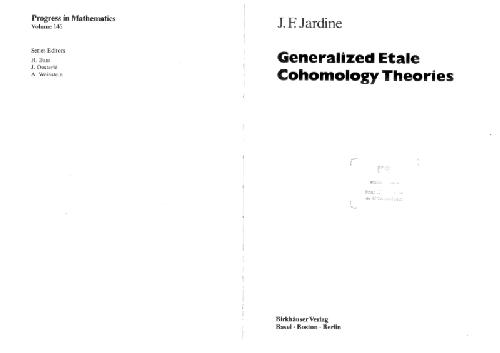 Progress in Mathematics
Volume 146
Series Editors
H. Bass
J. Oesterlé
A. Weinstein
J. F. Jardine
Generalized Etale
Cohomology Theories
Birkhäuser Verlag
Basel · Boston · Berlin